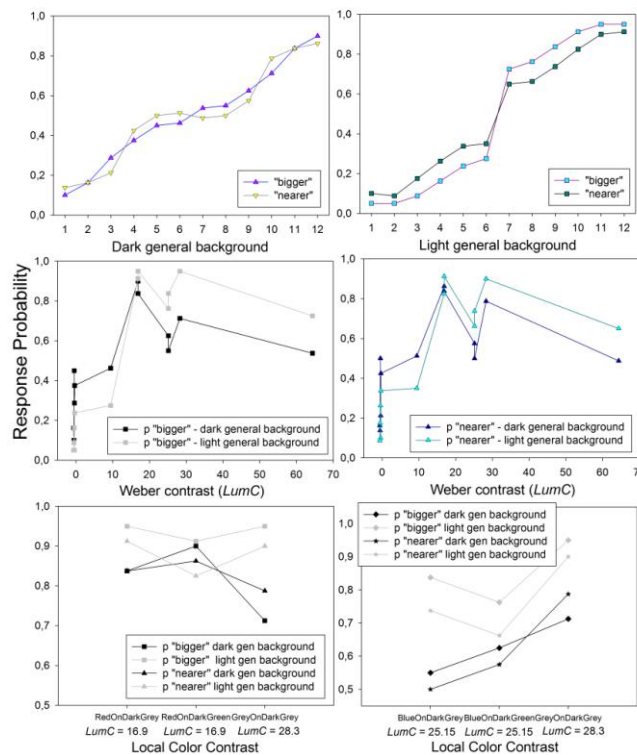 1,0
0,8
0,6
0,4
0,2
0,0
"bigger"
"nearer"
1 2 3 4 5 6 7 8 9 10 11 12
Dark general background
1,0
0,8
0,6
0,4
0,2
0,0
"bigger"
"nearer"
1 2 3 4 5 6 7 8 9 10 11 12
Light general background
Response Probability
1,0
0,8
0,6
0,4
0,2
0,0
p "bigger" - dark general background
p "bigger" - light general background
0 10 20 30 40 50 60 70
Weber contrast (LumC)
1,0
0,8
0,6
0,4
0,2
0,0
p "nearer" - dark general background
p "nearer" - light general background
0 10 20 30 40 50 60 70
Weber contrast (LumC)
1,0
0,9
0,8
0,7
0,6
0,5
p "bigger" dark gen background
p "bigger" light gen background
p "nearer" dark gen background
p "nearer" light gen background
RedOnDarkGrey RedOnDarkGreen GreyOnDarkGrey
LumC = 16.9 LumC = 16.9 LumC = 28.3
Local Color Contrast
p "bigger" dark gen background
p "bigger" light gen background
p "nearer" dark gen background
p "nearer" light gen background
1,0
0,9
0,8
0,7
0,6
0,5
BlueOnDarkGrey BlueOnDarkGreen GreyOnDarkGrey
LumC = 25.15 LumC = 25.15 LumC = 28.3
Local Color Contrast